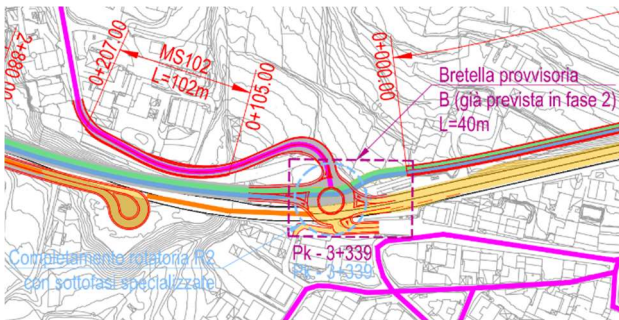 2+860.00
0+207.00
MS102
L=102m
0+105.00
0+000.00
Bretella provvisoria
B (già prevista in fase 2)
L=40m
Completamento rotatoria R2
con sottofasi specializzate
Pk - 3+339
Pk - 3+339